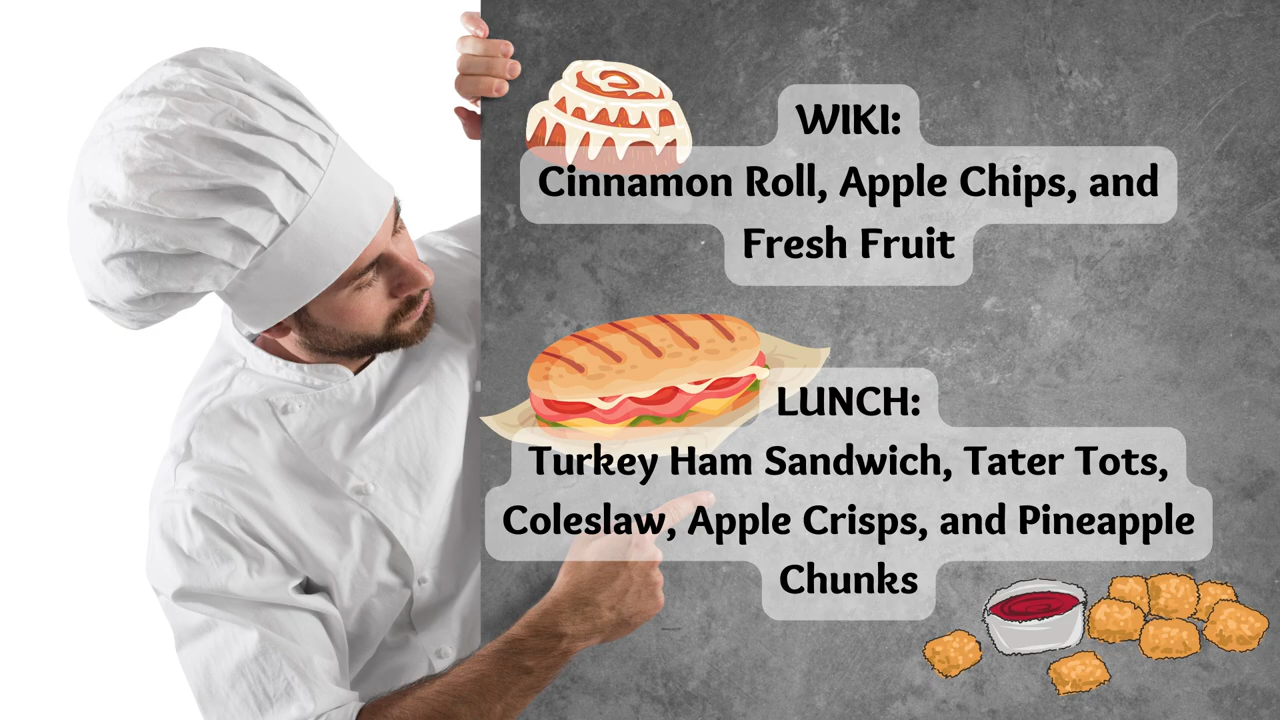 WIKI:
Cinnamon Roll, Apple Chips, and
Fresh Fruit
LUNCH:
Turkey Ham Sandwich, Tater Tots,
Coleslaw, Apple Crisps, and Pineapple
Chunks